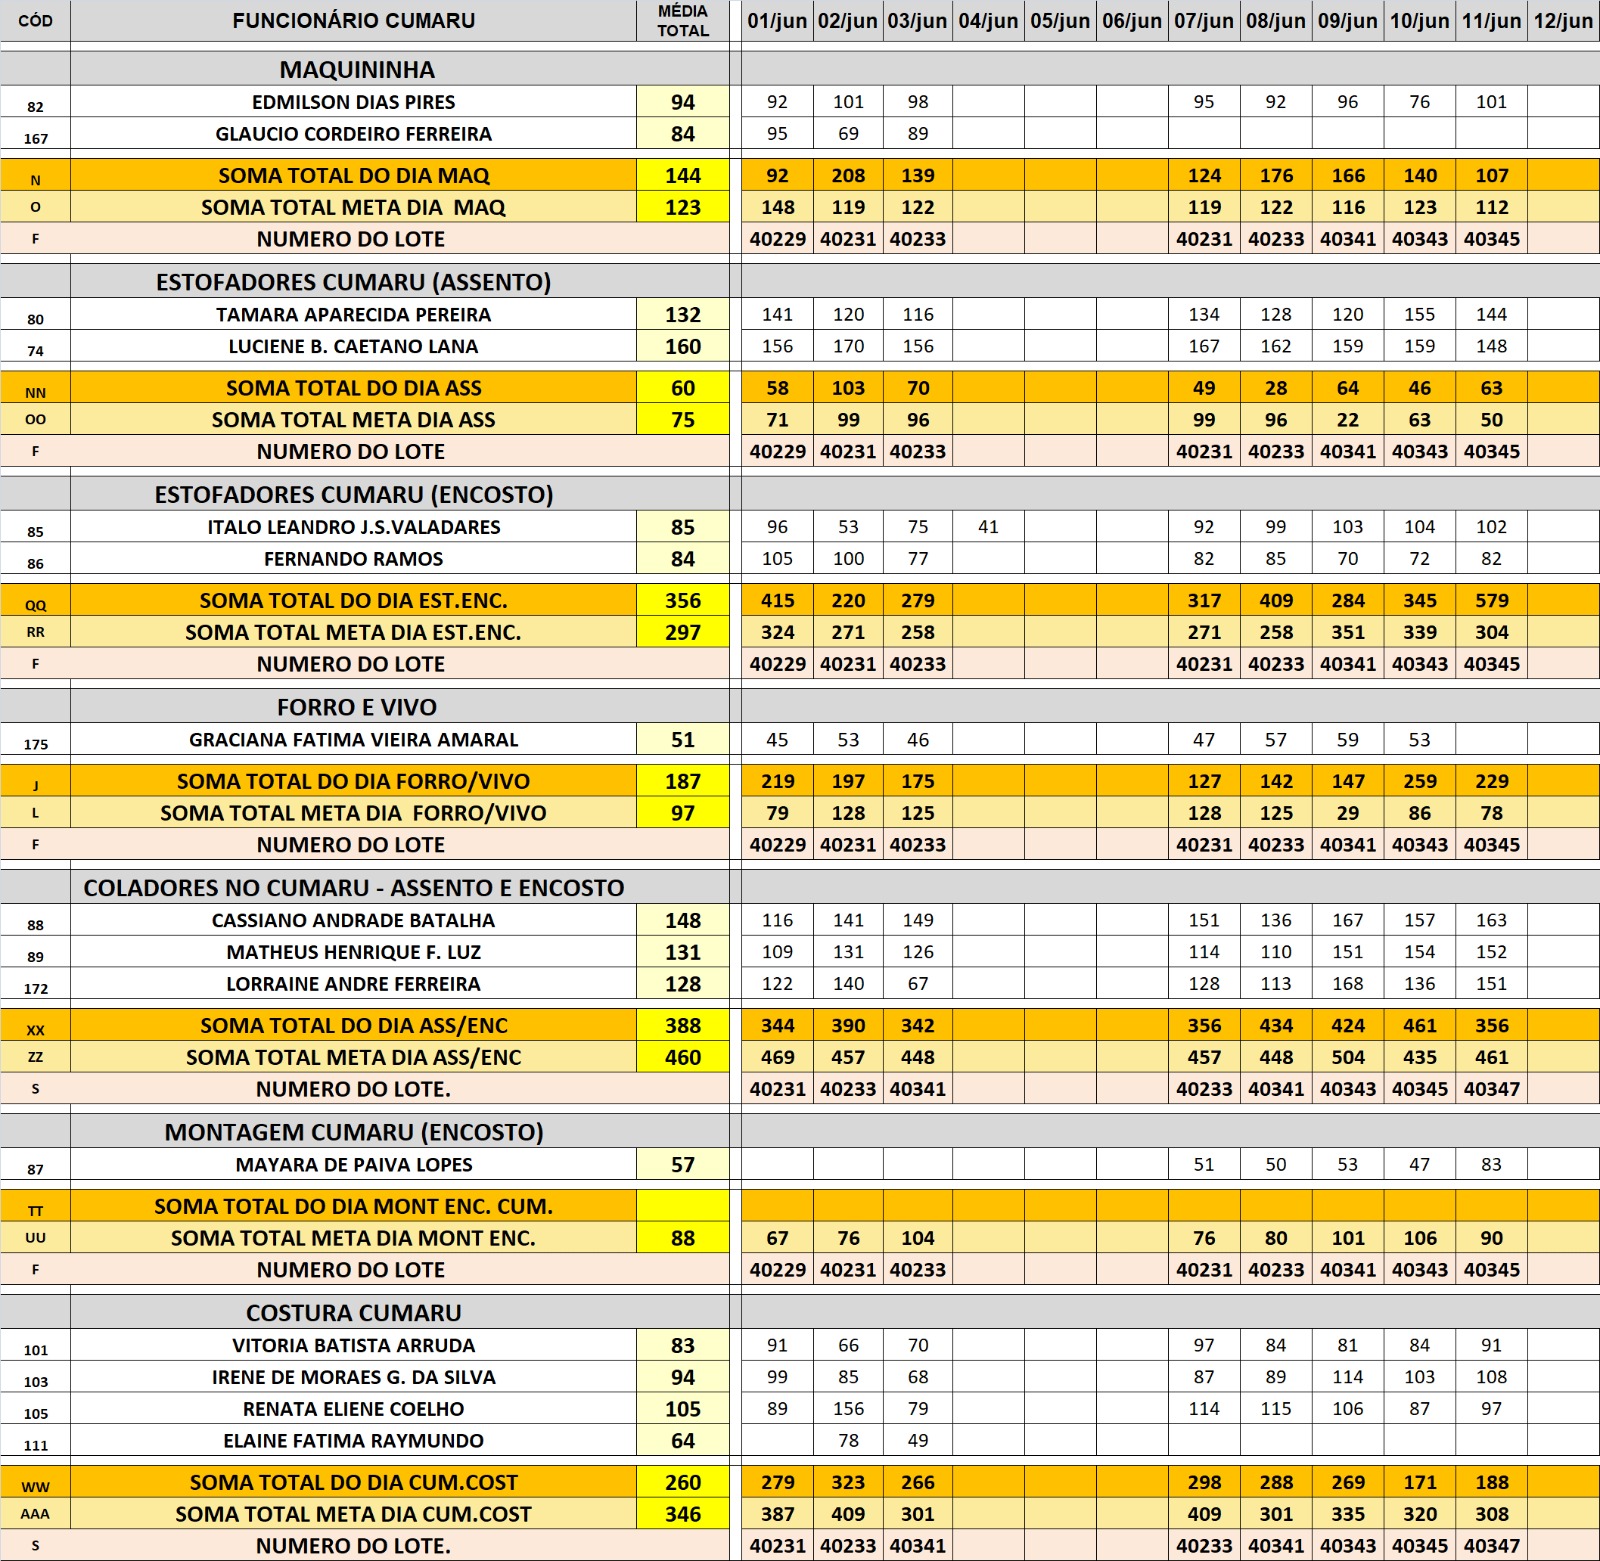 CÓD FUNCIONÁRIO CUMARU MÉDIA TOTAL 01/jun 02/jun 03/jun 04/jun 05/jun 06/jun 07/jun 08/jun 09/jun 10/jun 11/jun 12/jun
MAQUININHA
82 EDMILSON DIAS PIRES 94 92 101 98 95 92 96 76 101
167 GLAUCIO CORDEIRO FERREIRA 84 95 69 89
N SOMA TOTAL DO DIA MAQ 144 92 208 139 124 176 166 140 107
O SOMA TOTAL META DIA MAQ 123 148 119 122 119 122 116 123 112
F NUMERO DO LOTE 40229 40231 40233 40231 40233 40341 40343 40345
ESTOFADORES CUMARU (ASSENTO)
80 TAMARA APARECIDA PEREIRA 132 141 120 116 134 128 120 155 144
74 LUCIENE B. CAETANO LANA 160 156 170 156 167 162 159 159 148
NN SOMA TOTAL DO DIA ASS 60 58 103 70 49 28 64 46 63
OO SOMA TOTAL META DIA ASS 75 71 99 96 99 96 22 63 50
F NUMERO DO LOTE 40229 40231 40233 40231 40233 40341 40343 40345
ESTOFADORES CUMARU (ENCOSTO)
85 ITALO LEANDRO J.S.VALADARES 85 96 53 75 41 92 99 103 104 102
86 FERNANDO RAMOS 84 105 100 77 82 85 70 72 82
QQ SOMA TOTAL DO DIA EST.ENC. 356 415 220 279 317 409 284 345 579
RR SOMA TOTAL META DIA EST.ENC. 297 324 271 258 271 258 351 339 304
F NUMERO DO LOTE 40229 40231 40233 40231 40233 40341 40343 40345
FORRO E VIVO
175 GRACIANA FATIMA VIEIRA AMARAL 51 45 53 46 47 57 59 53
J SOMA TOTAL DO DIA FORRO/VIVO 187 219 197 175 127 142 147 259 229
L SOMA TOTAL META DIA FORRO/VIVO 97 79 128 125 128 125 29 86 78
F NUMERO DO LOTE 40229 40231 40233 40231 40233 40341 40343 40345
COLADORES NO CUMARU - ASSENTO E ENCOSTO
88 CASSIANO ANDRADE BATALHA 148 116 141 149 151 136 167 157 163
89 MATHEUS HENRIQUE F. LUZ 131 109 131 126 114 110 151 154 152
172 LORRAINE ANDRE FERREIRA 128 122 140 67 128 113 168 136 151
XX SOMA TOTAL DO DIA ASS/ENC 388 344 390 342 356 434 424 461 356
ZZ SOMA TOTAL META DIA ASS/ENC 460 469 457 448 457 448 504 435 461
S NUMERO DO LOTE. 40231 40233 40341 40233 40341 40343 40345 40347
MONTAGEM CUMARU (ENCOSTO)
87 MAYARA DE PAIVA LOPES 57 51 50 53 47 83
TT SOMA TOTAL DO DIA MONT ENC. CUM.
UU SOMA TOTAL META DIA MONT ENC. 88 67 76 104 76 80 101 106 90
F NUMERO DO LOTE 40229 40231 40233 40231 40233 40341 40343 40345
COSTURA CUMARU
101 VITORIA BATISTA ARRUDA 83 91 66 70 97 84 81 84 91
103 IRENE DE MORAES G. DA SILVA 94 99 85 68 87 89 114 103 108
105 RENATA ELIENE COELHO 105 89 156 79 114 115 106 87 97
111 ELAINE FATIMA RAYMUNDO 64 78 49
WW SOMA TOTAL DO DIA CUM.COST 260 279 323 266 298 288 269 171 188
AAA SOMA TOTAL META DIA CUM.COST 346 387 409 301 409 301 335 320 308
S NUMERO DO LOTE. 40231 40233 40341 40233 40341 40343 40345 40347